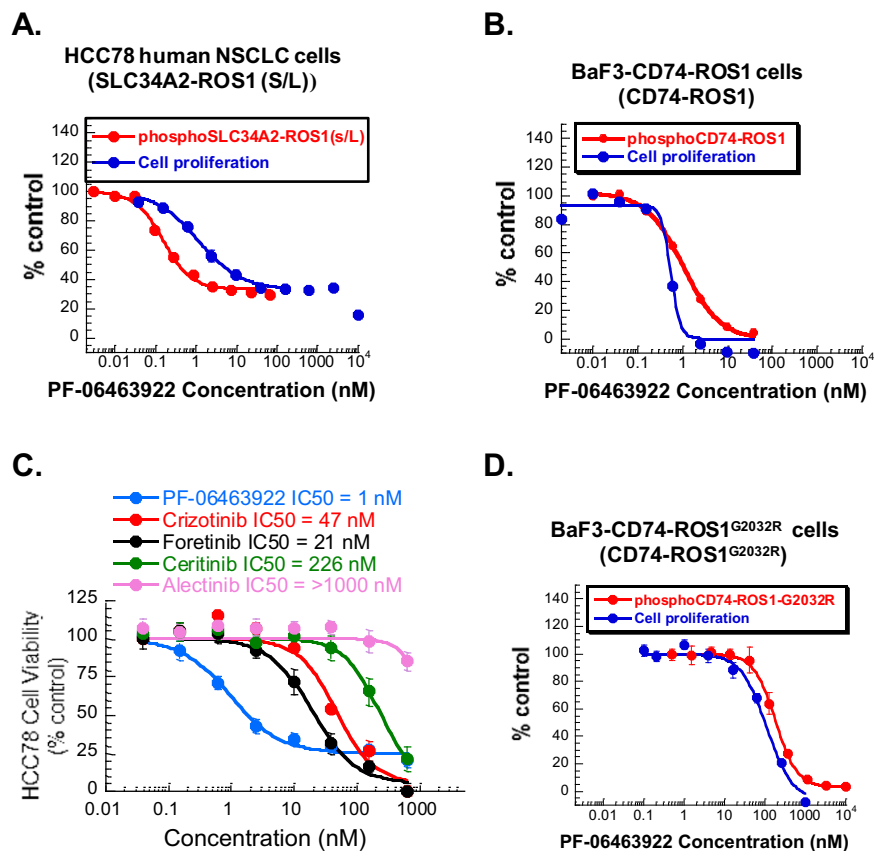 A.
HCC78 human NSCLC cells
(SLC34A2-ROS1 (S/L))
140
120
100
80
60
40
20
0
% control
phosphoSLC34A2-ROS1(s/L)
Cell proliferation
0.01 0.1 1 10 100 1000 10⁴
PF-06463922 Concentration (nM)
B.
BaF3-CD74-ROS1 cells
(CD74-ROS1)
140
120
100
80
60
40
20
0
% control
phosphoCD74-ROS1
Cell proliferation
0.01 0.1 1 10 100 1000 10⁴
PF-06463922 Concentration (nM)
C.
PF-06463922 IC50 = 1 nM
Crizotinib IC50 = 47 nM
Foretinib IC50 = 21 nM
Ceritinib IC50 = 226 nM
Alectinib IC50 = >1000 nM
HCC78 Cell Viability
(% control)
125
100
75
50
25
0
0.01 0.1 1 10 100 1000
Concentration (nM)
D.
BaF3-CD74-ROS1ᴳ²⁰³²ᴿ cells
(CD74-ROS1ᴳ²⁰³²ᴿ)
140
120
100
80
60
40
20
0
% control
phosphoCD74-ROS1-G2032R
Cell proliferation
0.01 0.1 1 10 100 1000 10⁴
PF-06463922 Concentration (nM)